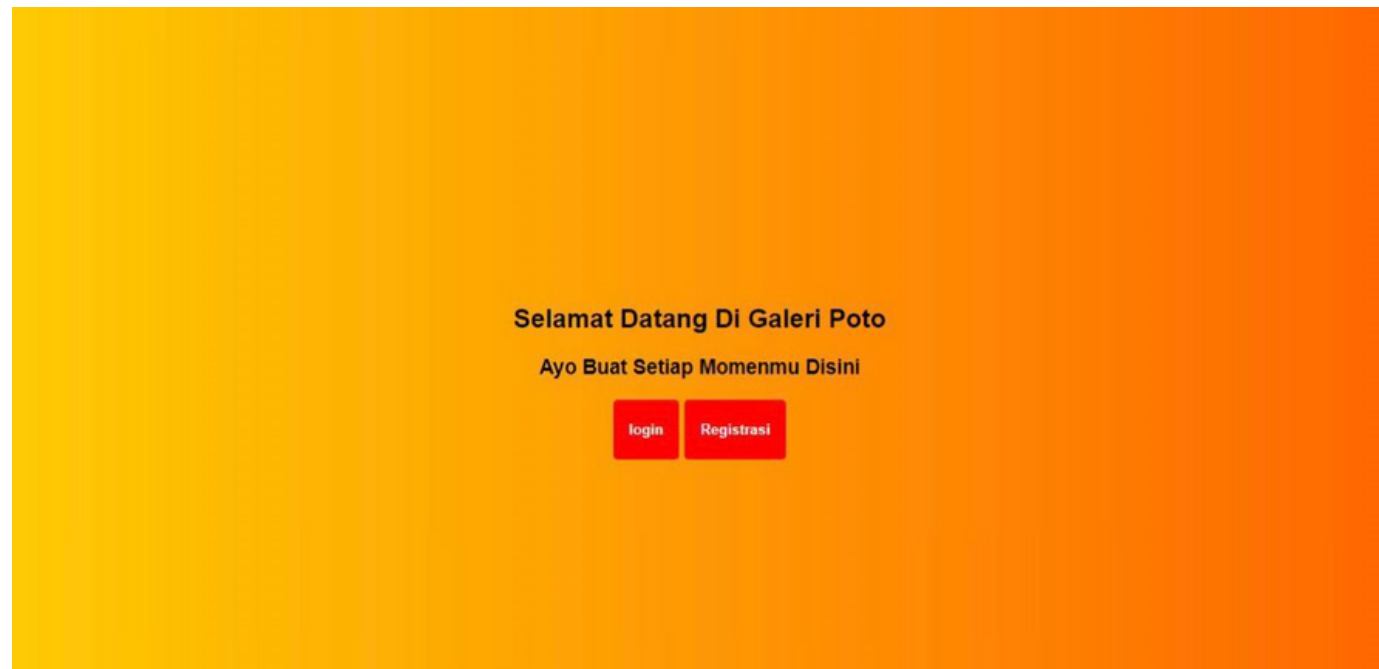 Selamat Datang Di Galeri Poto
Ayo Buat Setiap Momenmu Disini
login Registrasi